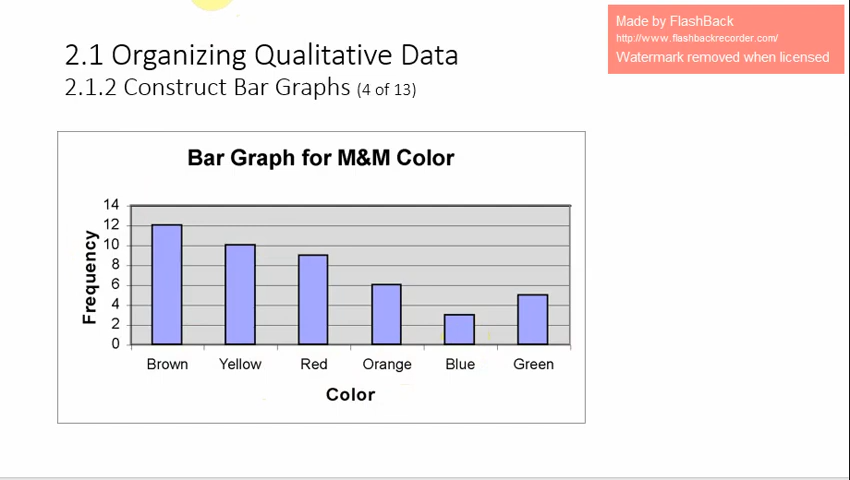 Made by FlashBack
http://www.flashbackrecorder.com/
Watermark removed when licensed
2.1 Organizing Qualitative Data
2.1.2 Construct Bar Graphs (4 of 13)
Bar Graph for M&M Color
Frequency
14
12
10
8
6
4
2
0
Brown Yellow Red Orange Blue Green
Color